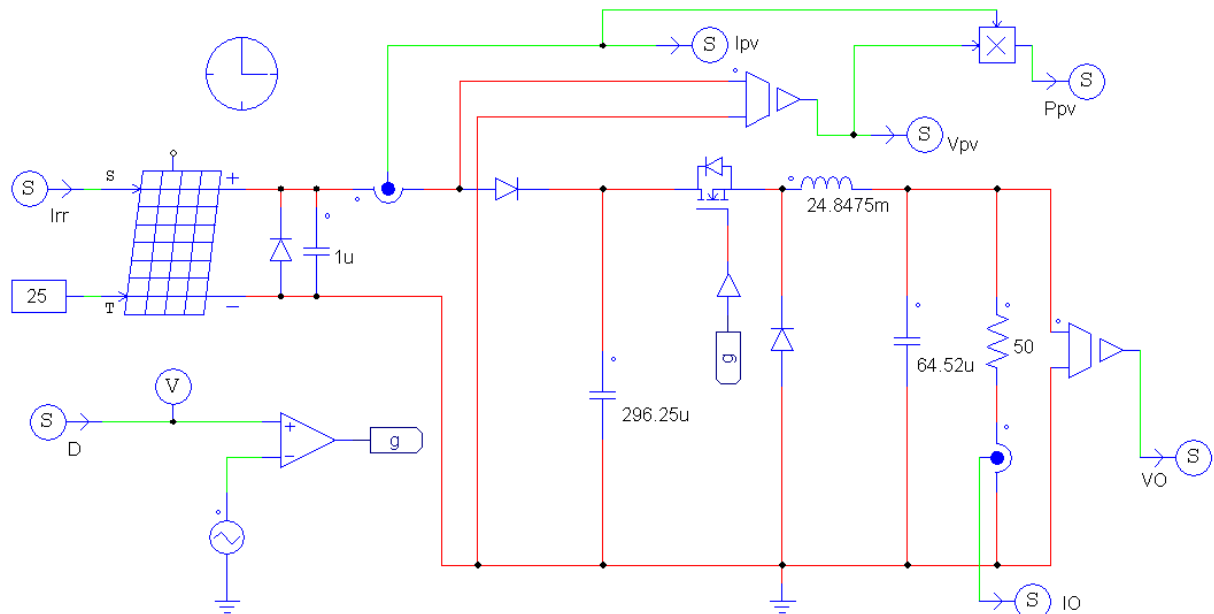 S
Ipv
S
Ppv
S
Vpv
S
Irr
S
+
1u
24.8475m
25
T
−
g
50
64.52u
296.25u
V
S
D
+
−
g
S
VO
S
IO